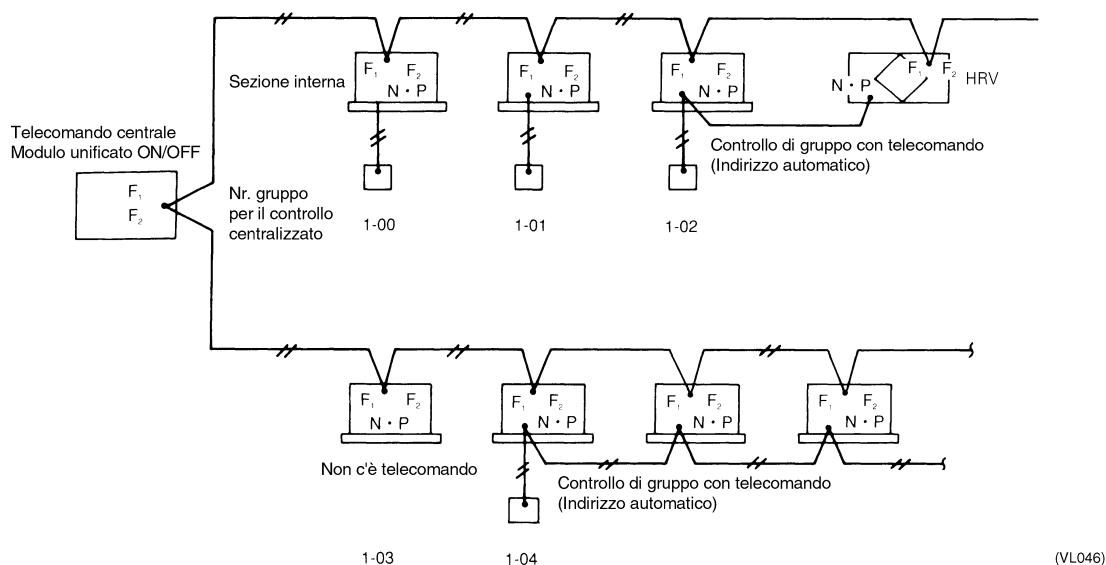 F₁ F₂
N・P
F₁ F₂
N・P
F₁ F₂
N・P
N・P
F₁ F₂
HRV
Sezione interna
Telecomando centrale
Modulo unificato ON/OFF
F₁
F₂
Controllo di gruppo con telecomando
(Indirizzo automatico)
Nr. gruppo
per il controllo
centralizzato
1-00
1-01
1-02
F₁ F₂
N・P
F₁ F₂
N・P
F₁ F₂
N・P
F₁ F₂
N・P
Non c'è telecomando
Controllo di gruppo con telecomando
(Indirizzo automatico)
1-03
1-04
(VL046)